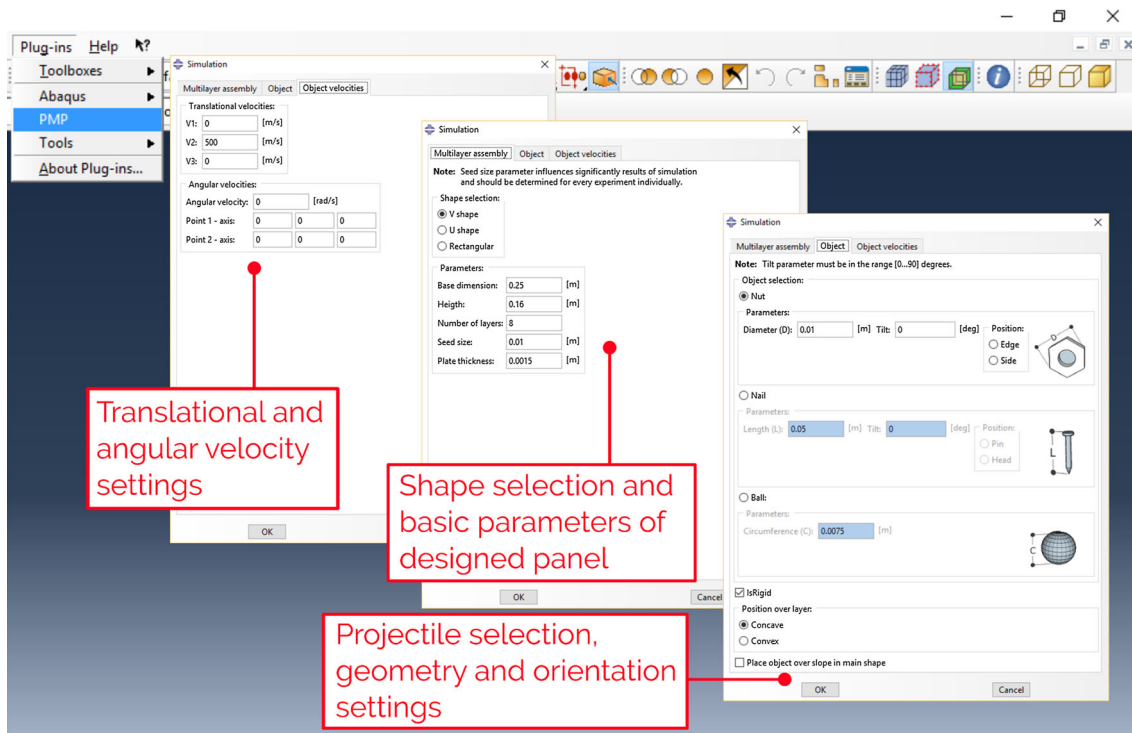 Plug-ins Help
Toolboxes
Abaqus
PMP
Tools
About Plug-ins...
Simulation
Multilayer assembly Object Object velocities
Translational velocities:
V1: 0 [m/s]
V2: 500 [m/s]
V3: 0 [m/s]
Angular velocities:
Angular velocity: 0 [rad/s]
Point 1 - axis: 0 0 0
Point 2 - axis: 0 0 0
OK
Translational and
angular velocity
settings
Simulation
Multilayer assembly Object Object velocities
Note: Seed size parameter influences significantly results of simulation
and should be determined for every experiment individually.
Shape selection:
V shape
U shape
Rectangular
Parameters:
Base dimension: 0.25 [m]
Heigth: 0.16 [m]
Number of layers: 8
Seed size: 0.01 [m]
Plate thickness: 0.0015 [m]
OK Cancel
Shape selection and
basic parameters of
designed panel
Simulation
Multilayer assembly Object Object velocities
Note: Tilt parameter must be in the range [0...90] degrees.
Object selection:
Nut
Parameters:
Diameter (D): 0.01 [m] Tilt: 0 [deg] Position:
Edge
Side
D
Nail
Parameters:
Length (L): 0.05 [m] Tilt: 0 [deg] Position:
Pin
Head
L
Ball:
Parameters:
Circumference (C): 0.0075 [m]
C
IsRigid
Position over layer:
Concave
Convex
Place object over slope in main shape
OK Cancel
Projectile selection,
geometry and orientation
settings